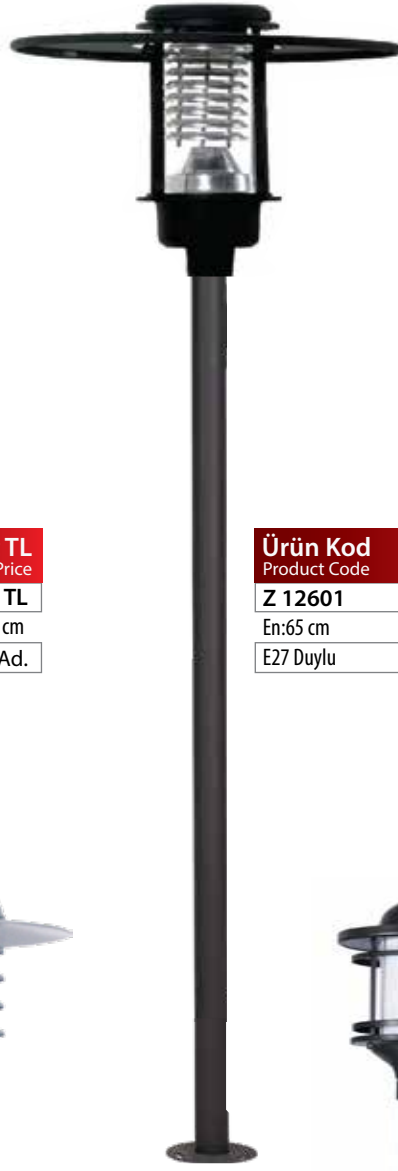 TL
Price
TL
cm
Ad.
Ürün Kod
Product Code
Z 12601
En:65 cm
E27 Duylu